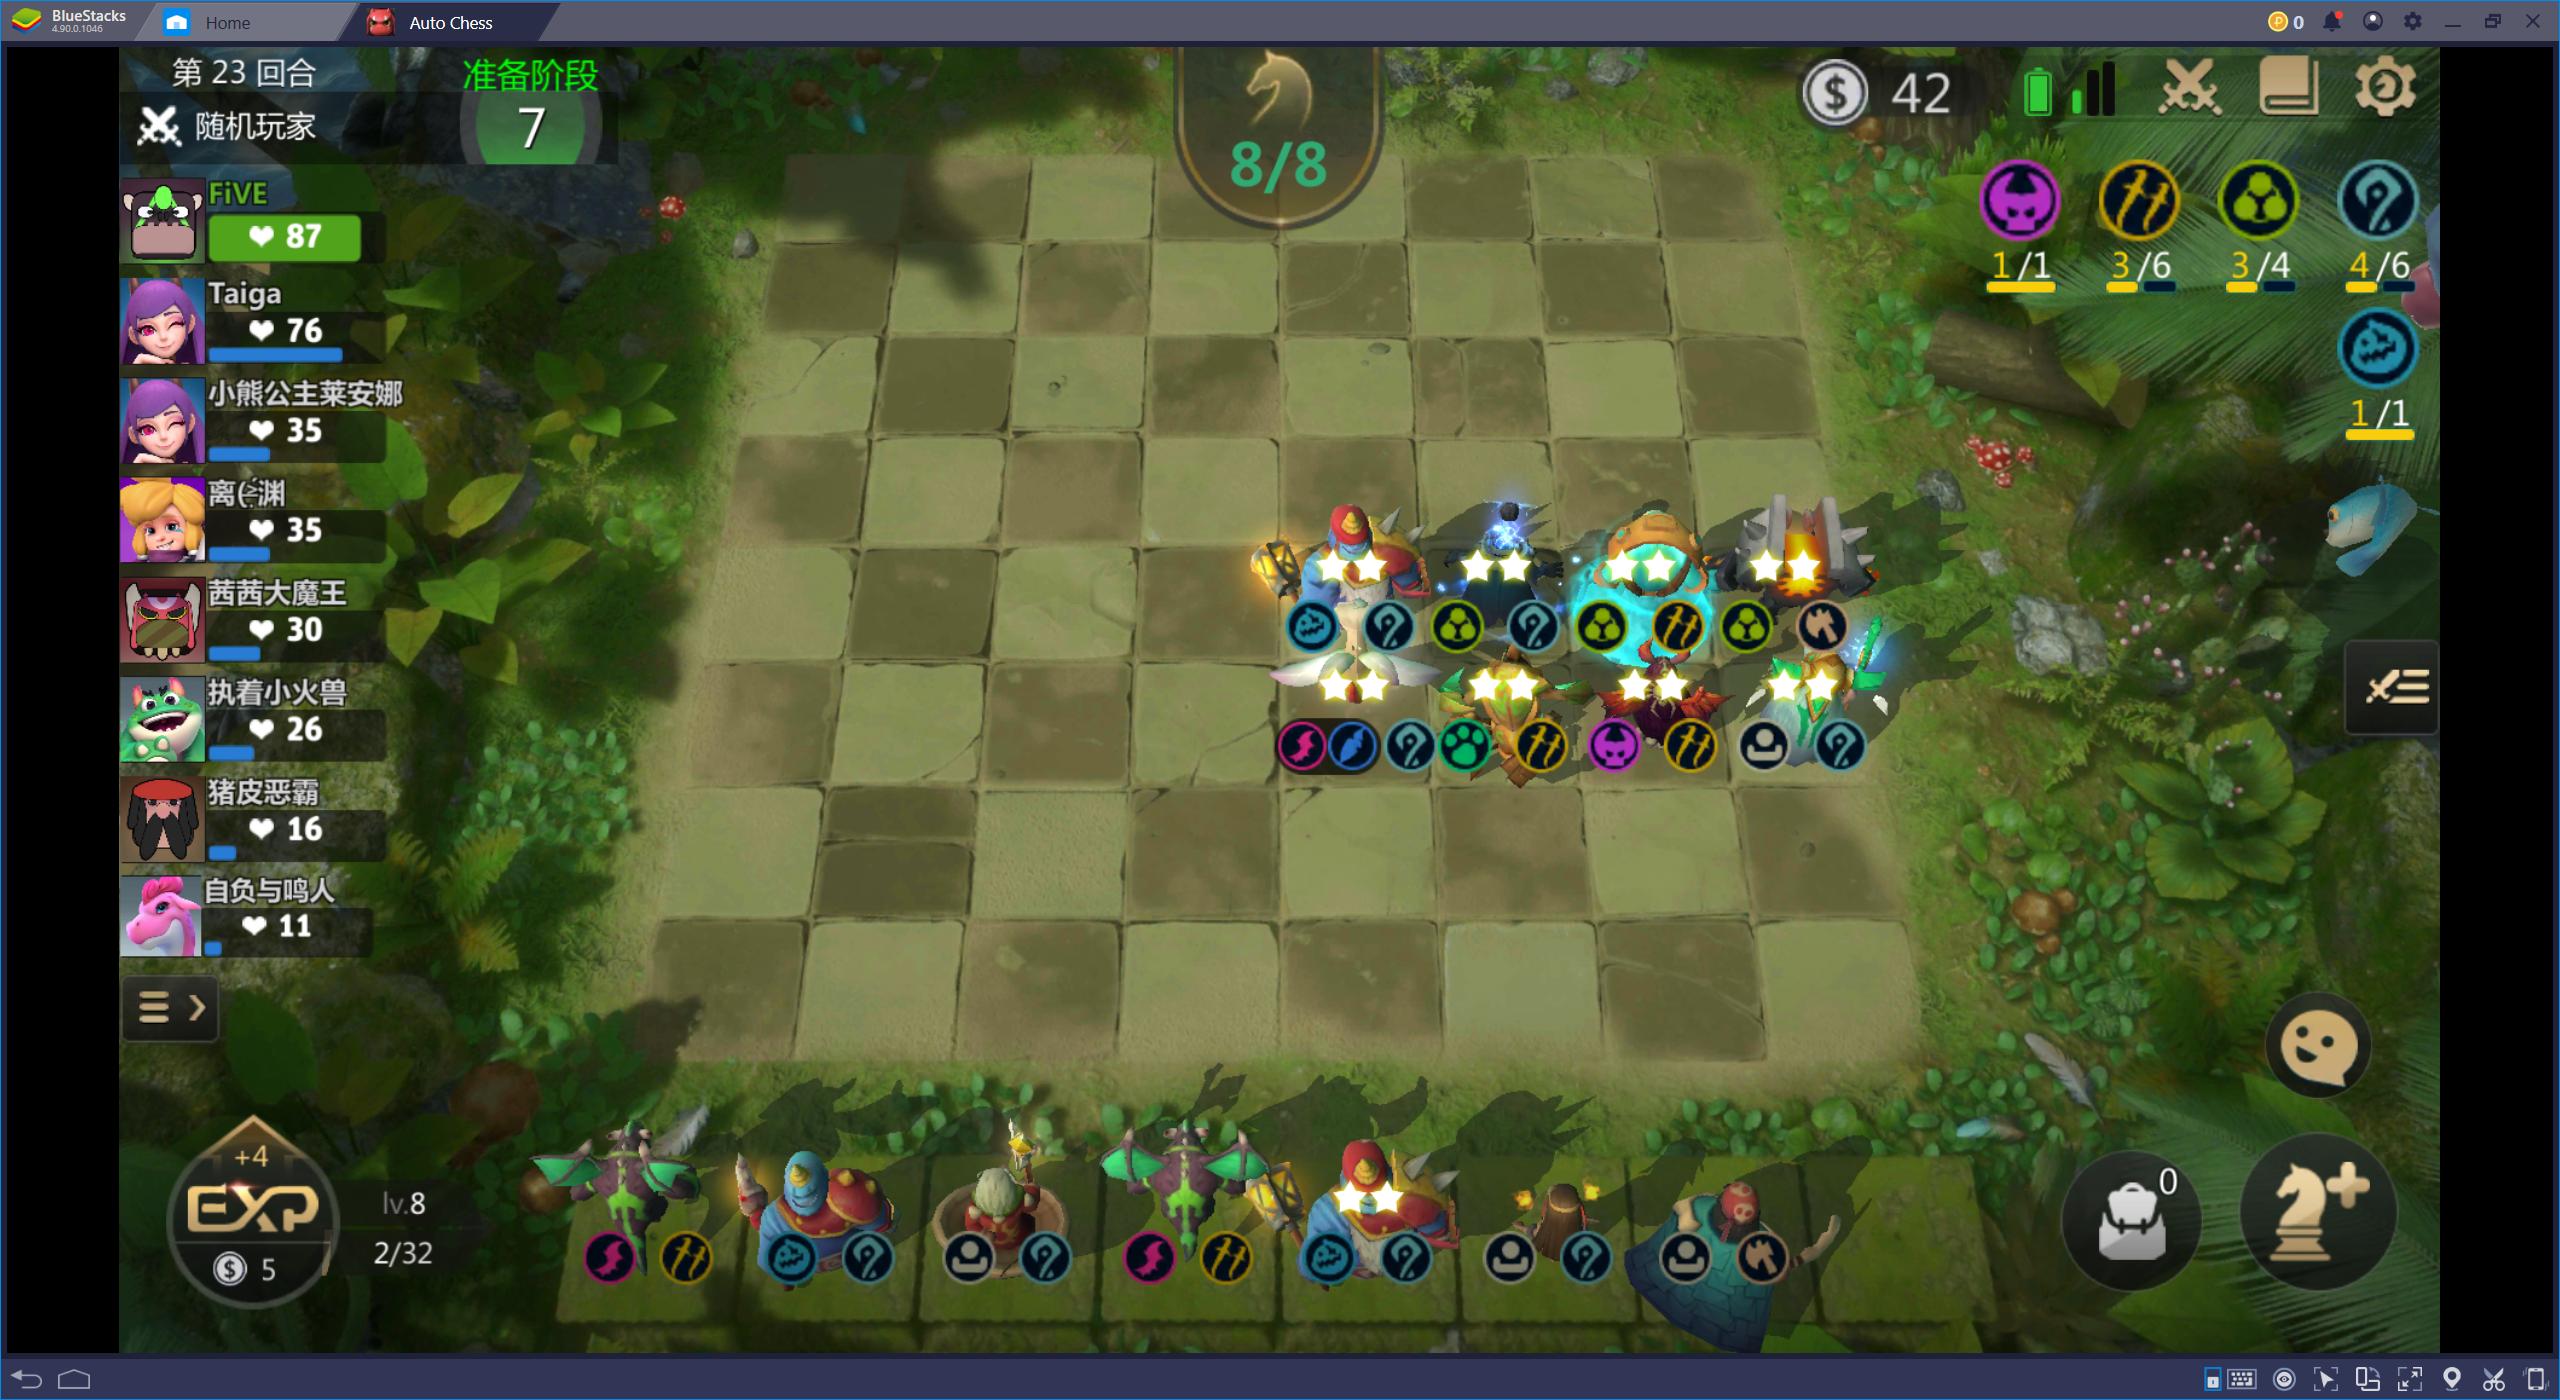 BlueStacks
4.90.0.1046
Home
Auto Chess
0
第 23 回合
准备阶段
随机玩家
7
8/8
42
FiVE
87
Taiga
76
小熊公主莱安娜
35
35
茜茜大魔王
30
执着小火兽
26
猪皮恶霸
16
自负与鸣人
11
1/1
3/6
3/4
4/6
1/1
+4
EXP
5
lv.8
2/32
0